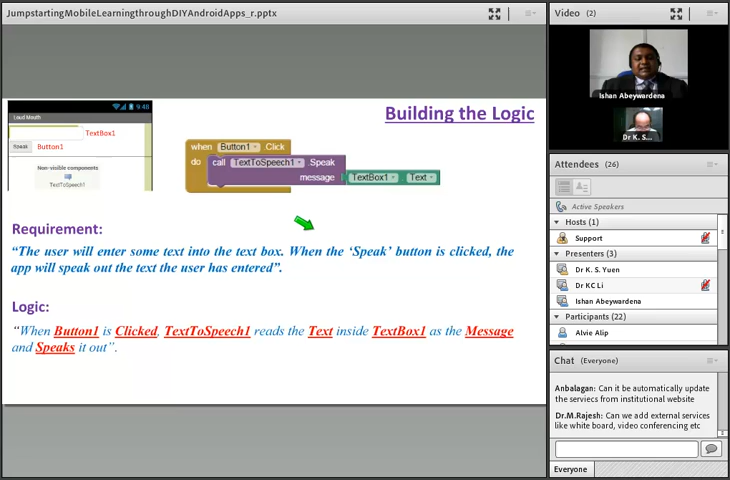 JumpstartingMobileLearningthroughDIYAndroidApps_r.pptx
9:48
Loud Mouth
TextBox1
Speak
Button1
Non-visible components
TextToSpeech1
Building the Logic
when Button1 .Click
do call TextToSpeech1 .Speak
message TextBox1 . Text
Requirement:
“The user will enter some text into the text box. When the ‘Speak’ button is clicked, the
app will speak out the text the user has entered”.
Logic:
“When Button1 is Clicked, TextToSpeech1 reads the Text inside TextBox1 as the Message
and Speaks it out”.
Video (2)
Ishan Abeywardena
Dr K. S...
Attendees (26)
Active Speakers
Hosts (1)
Support
Presenters (3)
Dr K. S. Yuen
Dr KC Li
Ishan Abeywardena
Participants (22)
Alvie Alip
Chat (Everyone)
Anbalagan: Can it be automatically update
the serviecs from institutional website
Dr.M.Rajesh: Can we add external services
like white board, video conferencing etc
Everyone